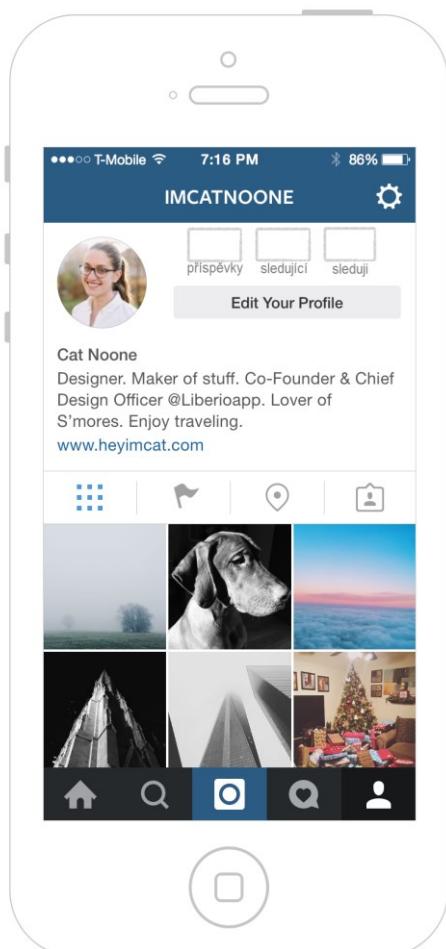 T-Mobile 7:16 PM 86%
IMCATNOONE
příspěvky sledující sleduji
Edit Your Profile
Cat Noone
Designer. Maker of stuff. Co-Founder & Chief
Design Officer @Liberioapp. Lover of
S’mores. Enjoy traveling.
www.heyimcat.com